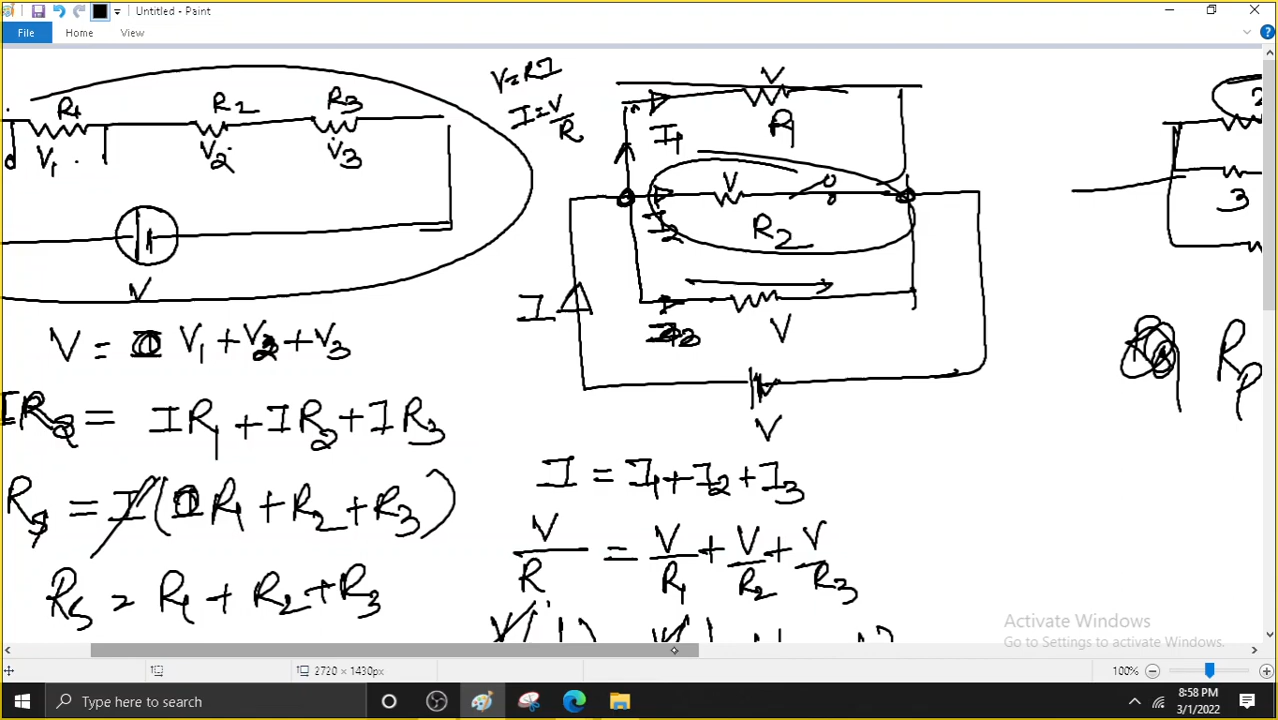 Untitled - Paint
File Home View
R1 R2 R3
V1 V2 V3
V
V = V1 + V2 + V3
= IR1 + IR2 + IR3
= I ( R1 + R2 + R3 )
RS = R1 + R2 + R3
V = RI
I = V/R
V
I1 R1
V
I2 R2
I
V
V
I = I1 + I2 + I3
V/R = V/R1 + V/R2 + V/R3
2
3
Rp
Activate Windows
Go to Settings to activate Windows.
2720 × 1430px
100%
Type here to search
8:58 PM
3/1/2022